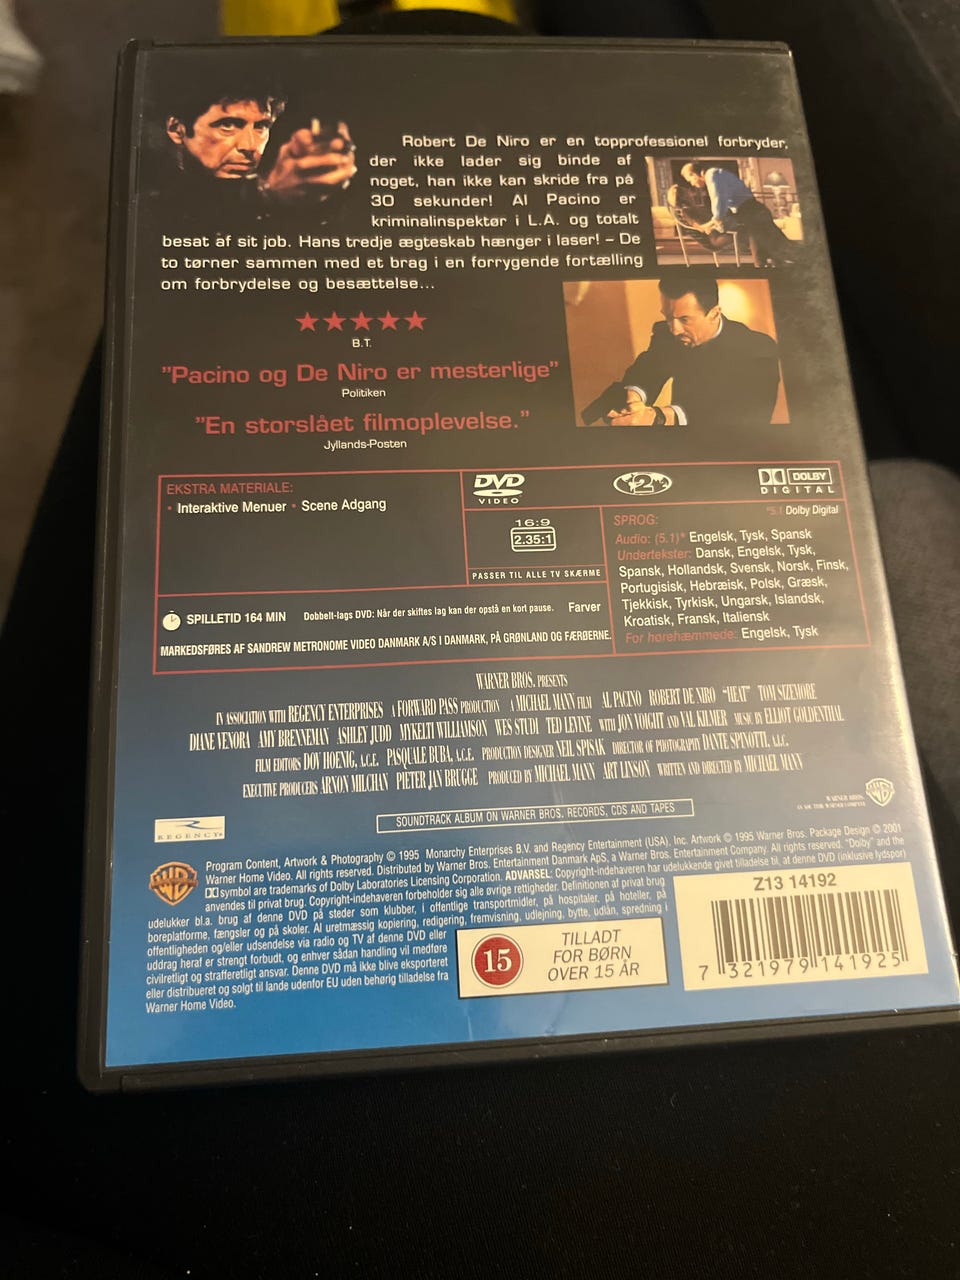 Robert De Niro er en topprofessionel forbryder,
der ikke lader sig binde af
noget, han ikke kan skride fra på
30 sekunder! Al Pacino er
kriminalinspektør i L.A. og totalt
besat af sit job. Hans tredje ægteskab hænger i laser! – De
to tørner sammen med et brag i en forrygende fortælling
om forbrydelse og besættelse...
B.T.
"Pacino og De Niro er mesterlige"
Politiken
"En storslået filmoplevelse."
Jyllands-Posten
EKSTRA MATERIALE:
• Interaktive Menuer • Scene Adgang
DVD
VIDEO
2
DOLBY
DIGITAL
*5.1 Dolby Digital
16:9
2.35:1
PASSER TIL ALLE TV SKÆRME
SPROG:
Audio: (5.1)* Engelsk, Tysk, Spansk
Undertekster: Dansk, Engelsk, Tysk,
Spansk, Hollandsk, Svensk, Norsk, Finsk,
Portugisisk, Hebræisk, Polsk, Græsk,
Tjekkisk, Tyrkisk, Ungarsk, Islandsk,
Kroatisk, Fransk, Italiensk
For hørehæmmede: Engelsk, Tysk
SPILLETID 164 MIN Dobbelt-lags DVD: Når der skiftes lag kan der opstå en kort pause. Farver
MARKEDSFØRES AF SANDREW METRONOME VIDEO DANMARK A/S I DANMARK, PÅ GRØNLAND OG FÆRØERNE.
WARNER BROS. PRESENTS
IN ASSOCIATION WITH REGENCY ENTERPRISES A FORWARD PASS PRODUCTION A MICHAEL MANN FILM AL PACINO ROBERT DE NIRO "HEAT" TOM SIZEMORE
DIANE VENORA AMY BRENNEMAN ASHLEY JUDD MYKELTI WILLIAMSON WES STUDI TED LEVINE WITH JON VOIGHT AND VAL KILMER MUSIC BY ELLIOT GOLDENTHAL
FILM EDITORS DOV HOENIG, A.C.E. PASQUALE BUBA, A.C.E. PRODUCTION DESIGNER NEIL SPISAK DIRECTOR OF PHOTOGRAPHY DANTE SPINOTTI, A.I.C.
EXECUTIVE PRODUCERS ARNON MILCHAN PIETER JAN BRUGGE PRODUCED BY MICHAEL MANN ART LINSON WRITTEN AND DIRECTED BY MICHAEL MANN
WARNER BROS.
REGENCY
SOUNDTRACK ALBUM ON WARNER BROS. RECORDS, CDS AND TAPES
Program Content, Artwork & Photography © 1995 Monarchy Enterprises B.V. and Regency Entertainment (USA), Inc. Artwork © 1995 Warner Bros. Package Design © 2001
Warner Home Video. All rights reserved. Distributed by Warner Bros. Entertainment Danmark ApS, a Warner Bros. Entertainment Company. All rights reserved. "Dolby" and the
symbol are trademarks of Dolby Laboratories Licensing Corporation. ADVARSEL: Copyright-indehaveren har udelukkende givet tilladelse til, at denne DVD (inklusive lydspor)
anvendes til privat brug. Copyright-indehaveren forbeholder sig alle øvrige rettigheder. Definitionen af privat brug
udelukker bl.a. brug af denne DVD på steder som klubber, i offentlige transportmidler, på hospitaler, på hoteller, på
boreplatforme, fængsler og på skoler. Al uretmæssig kopiering, redigering, fremvisning, udlejning, bytte, udlån, spredning i
offentligheden og/eller udsendelse via radio og TV af denne DVD eller
uddrag heraf er strengt forbudt, og enhver sådan handling vil medføre
civilretligt og strafferetligt ansvar. Denne DVD må ikke blive eksporteret
eller distribueret og solgt til lande udenfor EU uden behørig tilladelse fra
Warner Home Video.
15
TILLADT
FOR BØRN
OVER 15 ÅR
Z13 14192
7 321979 141925